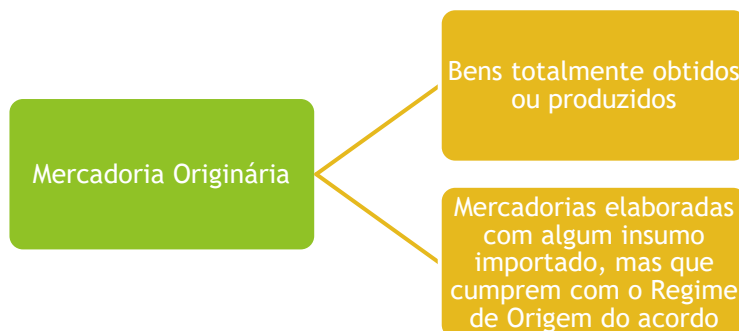 Mercadoria Originária
Bens totalmente obtidos
ou produzidos
Mercadorias elaboradas
com algum insumo
importado, mas que
cumprem com o Regime
de Origem do acordo